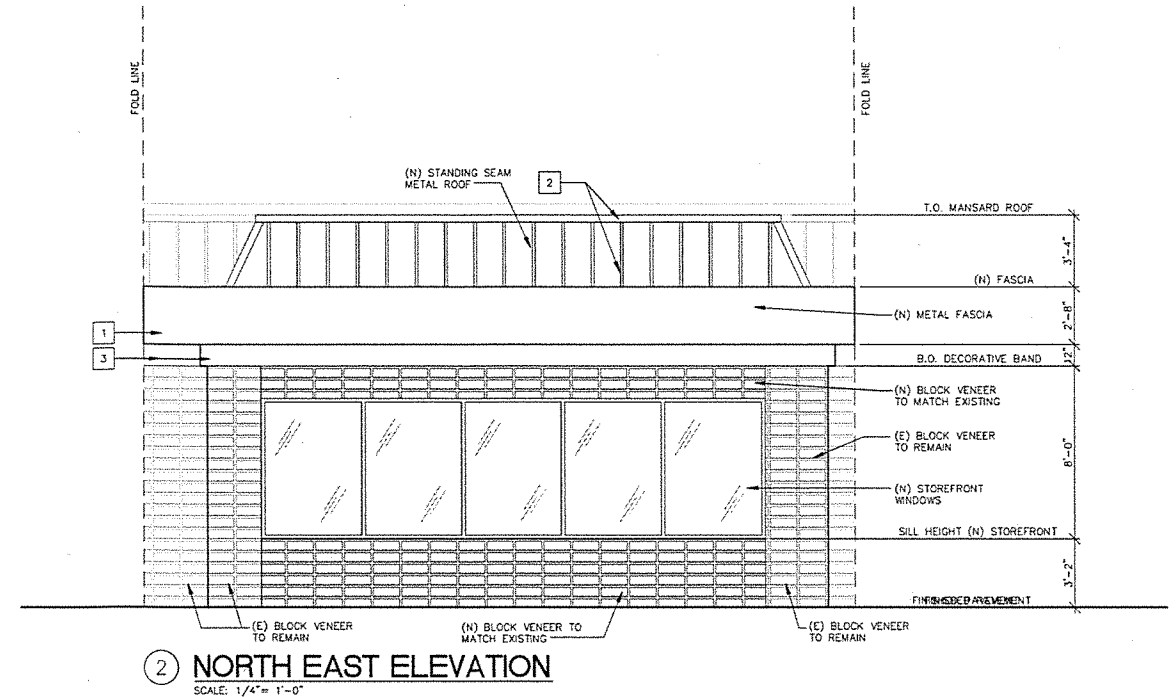 FOLD LINE
FOLD LINE
(N) STANDING SEAM
METAL ROOF
2
T.O. MANSARD ROOF
3'-4"
(N) FASCIA
(N) METAL FASCIA
2'-8"
1
3
B.O. DECORATIVE BAND
12"
(N) BLOCK VENEER
TO MATCH EXISTING
(E) BLOCK VENEER
TO REMAIN
8'-0"
(N) STOREFRONT
WINDOWS
SILL HEIGHT (N) STOREFRONT
3'-2"
(E) BLOCK VENEER
TO REMAIN
(N) BLOCK VENEER TO
MATCH EXISTING
(E) BLOCK VENEER
TO REMAIN
2 NORTH EAST ELEVATION
SCALE: 1/4"= 1'-0"